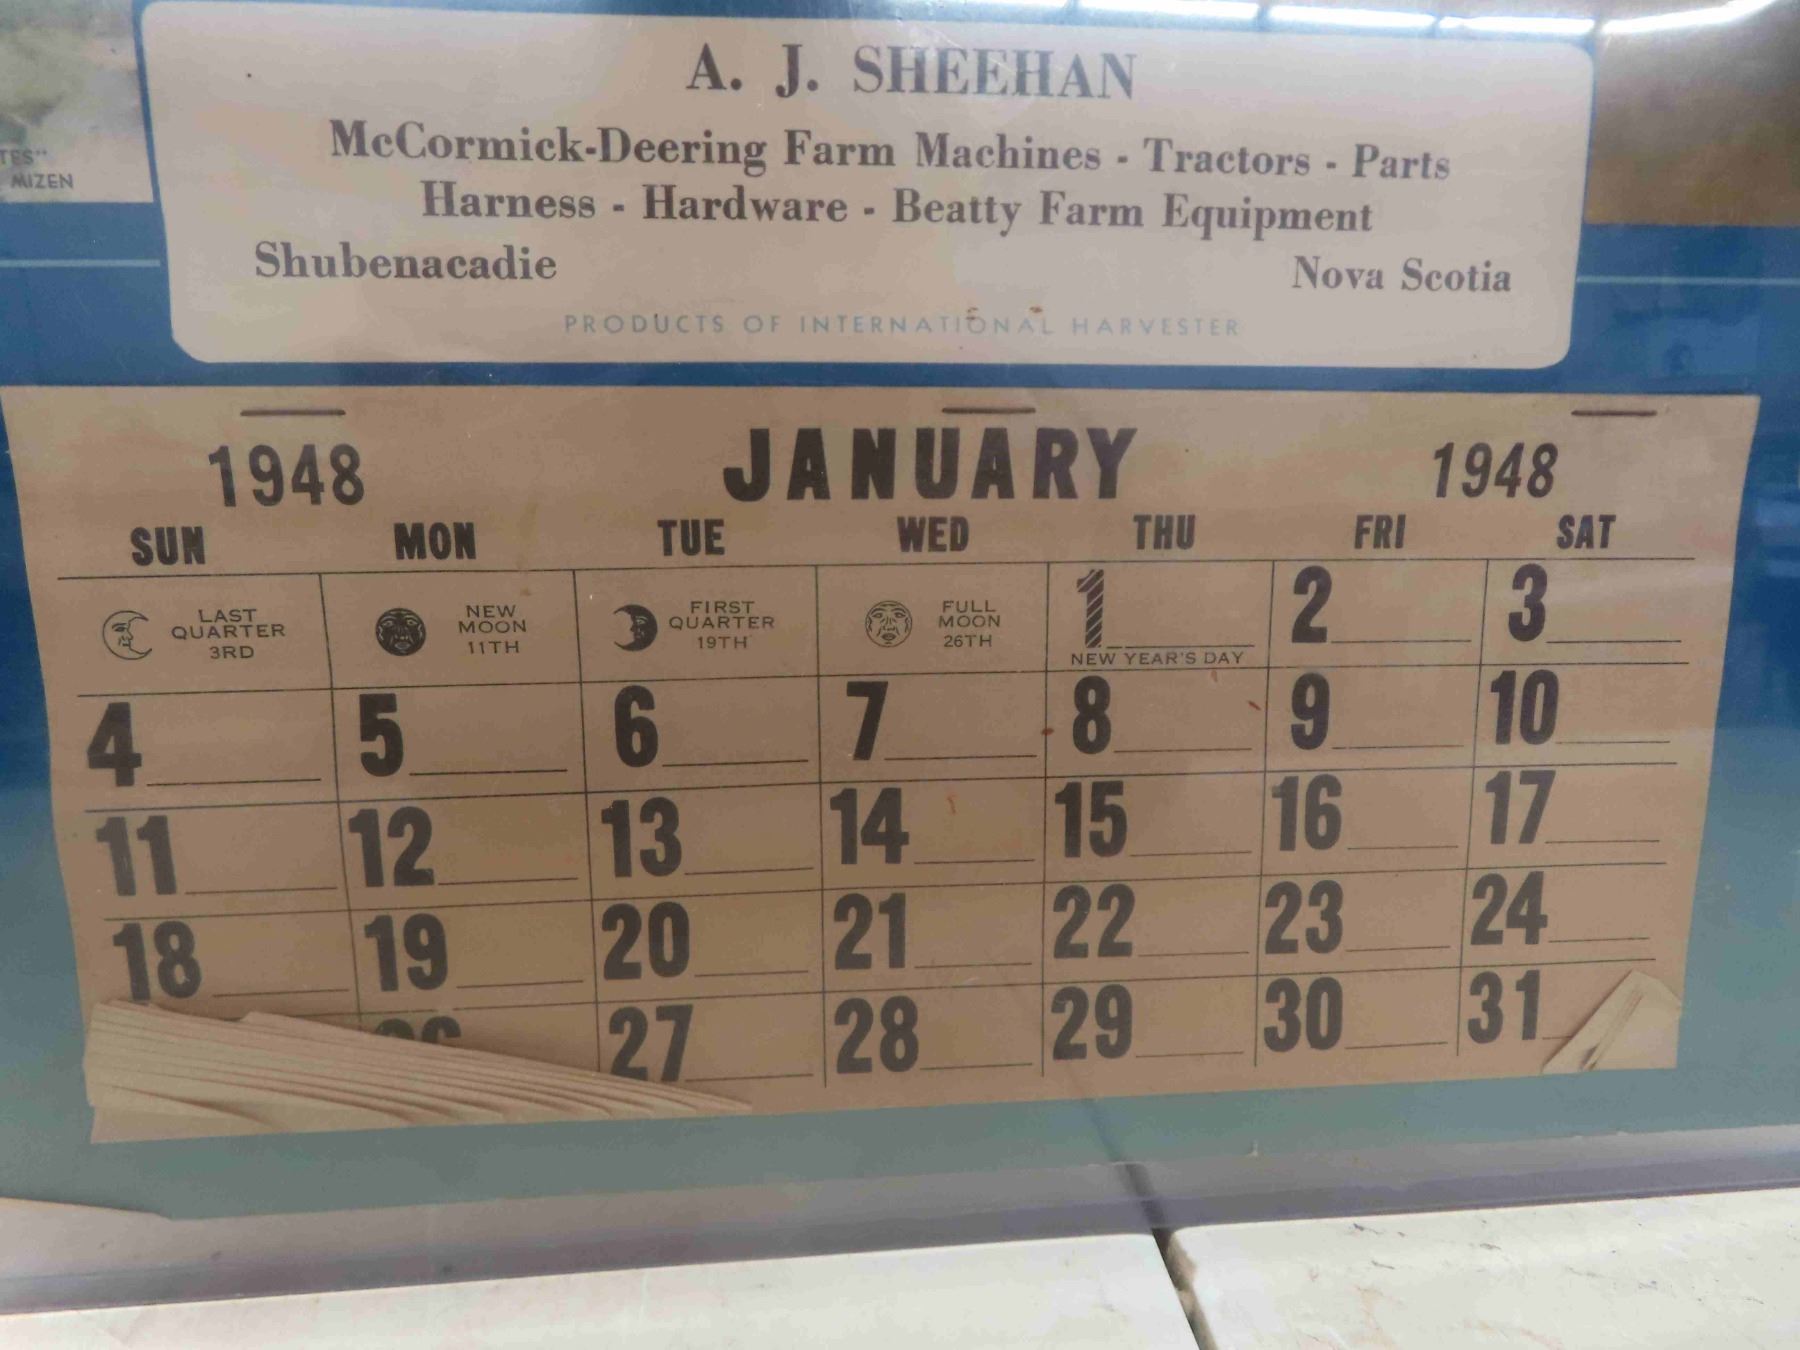 TES"
MIZEN
A. J. SHEEHAN
McCormick-Deering Farm Machines - Tractors - Parts
Harness - Hardware - Beatty Farm Equipment
Shubenacadie Nova Scotia
PRODUCTS OF INTERNATIONAL HARVESTER
1948 JANUARY 1948
SUN MON TUE WED THU FRI SAT
LAST QUARTER 3RD NEW MOON 11TH FIRST QUARTER 19TH FULL MOON 26TH 1 2 3
NEW YEAR'S DAY
4 5 6 7 8 9 10
11 12 13 14 15 16 17
18 19 20 21 22 23 24
26 27 28 29 30 31